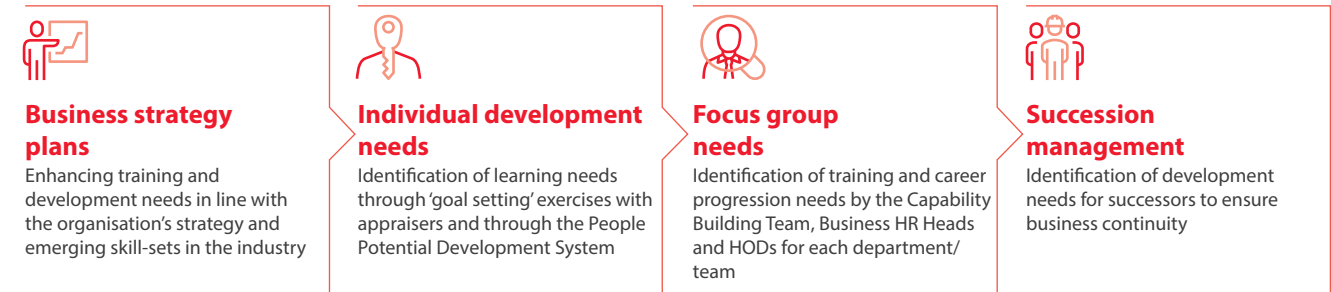 Business strategy
plans
Enhancing training and
development needs in line with
the organisation’s strategy and
emerging skill-sets in the industry
Individual development
needs
Identification of learning needs
through ‘goal setting’ exercises with
appraisers and through the People
Potential Development System
Focus group
needs
Identification of training and career
progression needs by the Capability
Building Team, Business HR Heads
and HODs for each department/
team
Succession
management
Identification of development
needs for successors to ensure
business continuity